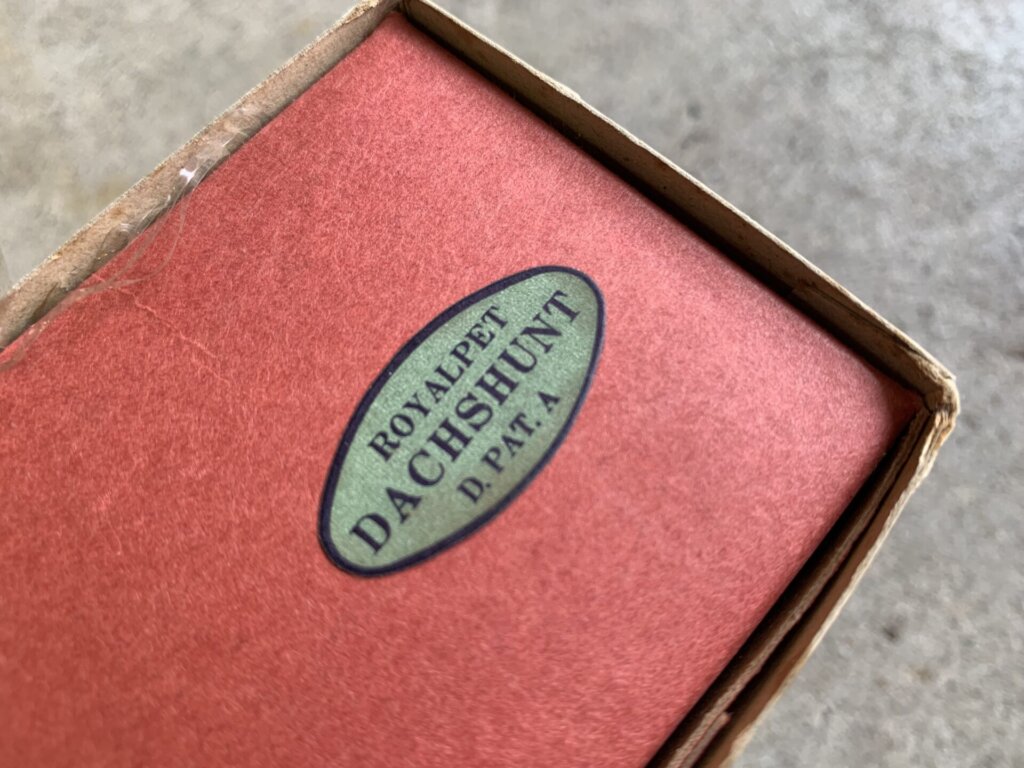 ROYALPET
DACHSHUNT
D. PAT. A